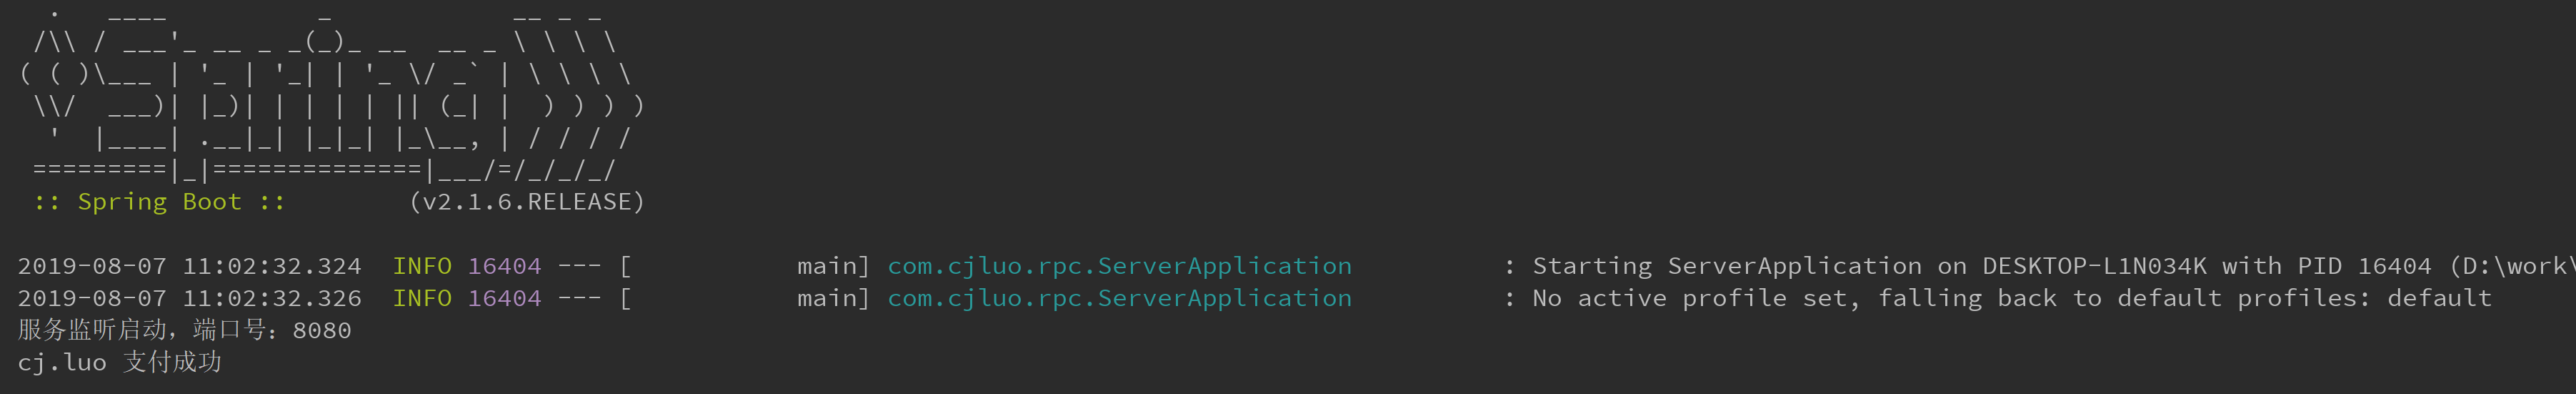 .   ____          _            __ _ _
 /\\ / ___'_ __ _ _(_)_ __  __ _ \ \ \ \
( ( )\___ | '_ | '_| | '_ \/ _` | \ \ \ \
 \\/  ___)| |_)| | | | | || (_| |  ) ) ) )
  '  |____| .__|_| |_|_| |_\__, | / / / /
 =========|_|==============|___/=/_/_/_/
 :: Spring Boot ::        (v2.1.6.RELEASE)
2019-08-07 11:02:32.324  INFO 16404 --- [           main] com.cjluo.rpc.ServerApplication          : Starting ServerApplication on DESKTOP-L1N034K with PID 16404 (D:\work\
2019-08-07 11:02:32.326  INFO 16404 --- [           main] com.cjluo.rpc.ServerApplication          : No active profile set, falling back to default profiles: default
服务监听启动，端口号：8080
cj.luo 支付成功